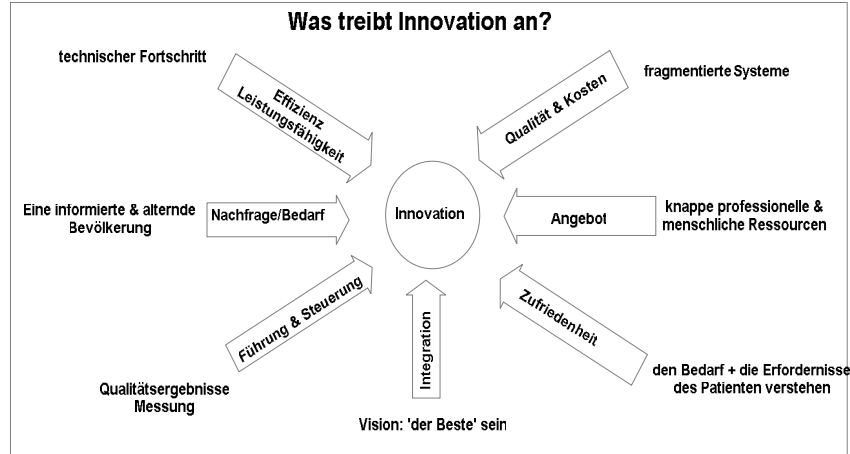 Was treibt Innovation an?
technischer Fortschritt
Effizienz
Leistungsfähigkeit
Qualität & Kosten
fragmentierte Systeme
Eine informierte & alternde
Bevölkerung
Nachfrage/Bedarf
Innovation
Angebot
knappe professionelle &
menschliche Ressourcen
Führung & Steuerung
Qualitätsergebnisse
Messung
Integration
Vision: 'der Beste' sein
Zufriedenheit
den Bedarf + die Erfordernisse
des Patienten verstehen